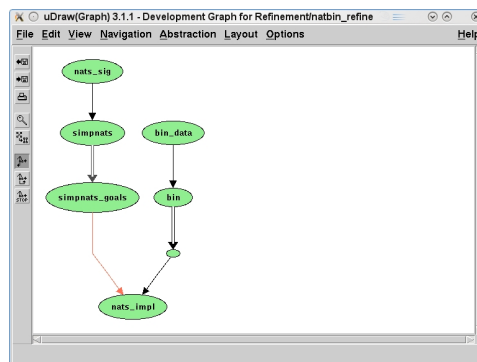 uDraw(Graph) 3.1.1 - Development Graph for Refinement/natbin_refine
File Edit View Navigation Abstraction Layout Options Help
nats_sig
simpnats bin_data
simpnats_goals bin
nats_impl
STOP